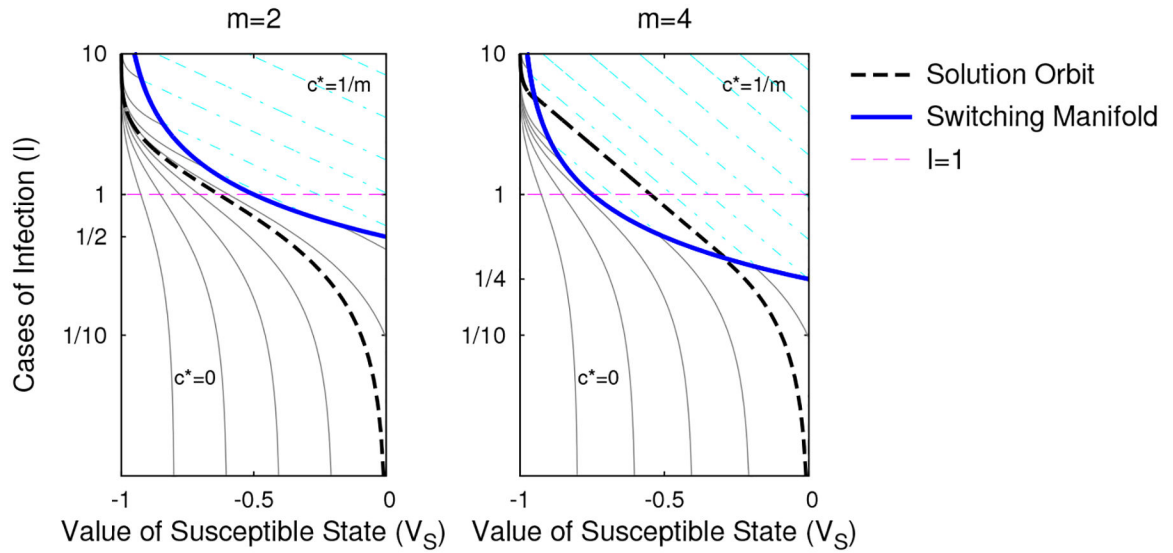 m=2
m=4
Cases of Infection (I)
10
1
1/2
1/10
c*=1/m
c*=0
-1
-0.5
0
Value of Susceptible State (V_S)
10
1
1/4
1/10
c*=1/m
c*=0
-1
-0.5
0
Value of Susceptible State (V_S)
Solution Orbit
Switching Manifold
I=1